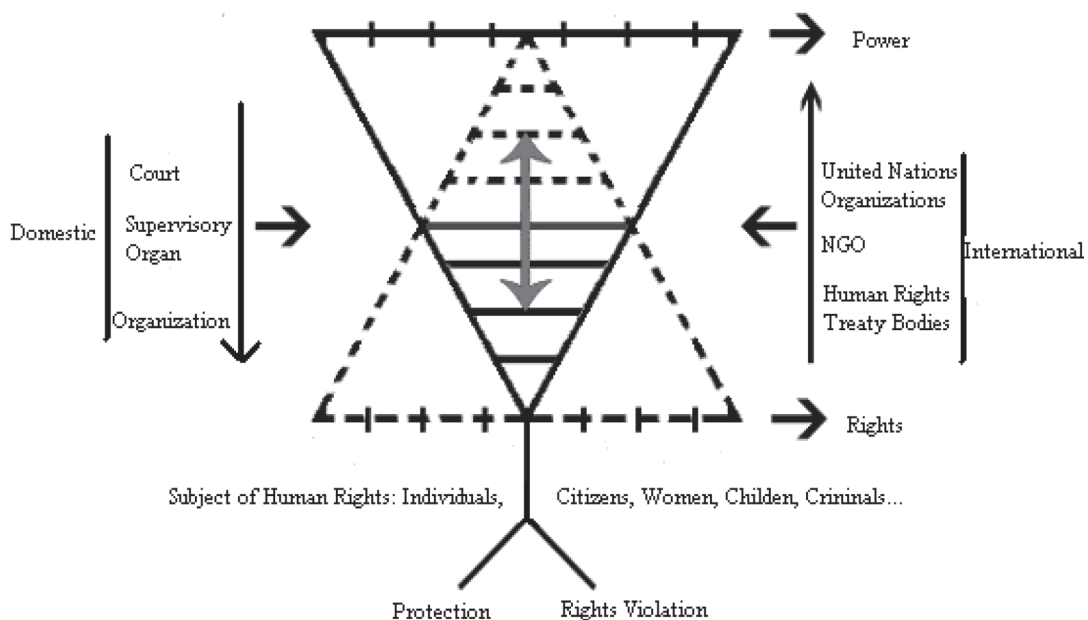 Power
Court
Supervisory
Organ
Organization
Domestic
United Nations
Organizations
NGO
Human Rights
Treaty Bodies
International
Rights
Subject of Human Rights: Individuals, Citizens, Women, Childen, Crininals...
Protection
Rights Violation